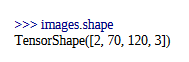 >>> images.shape
TensorShape([2, 70, 120, 3])